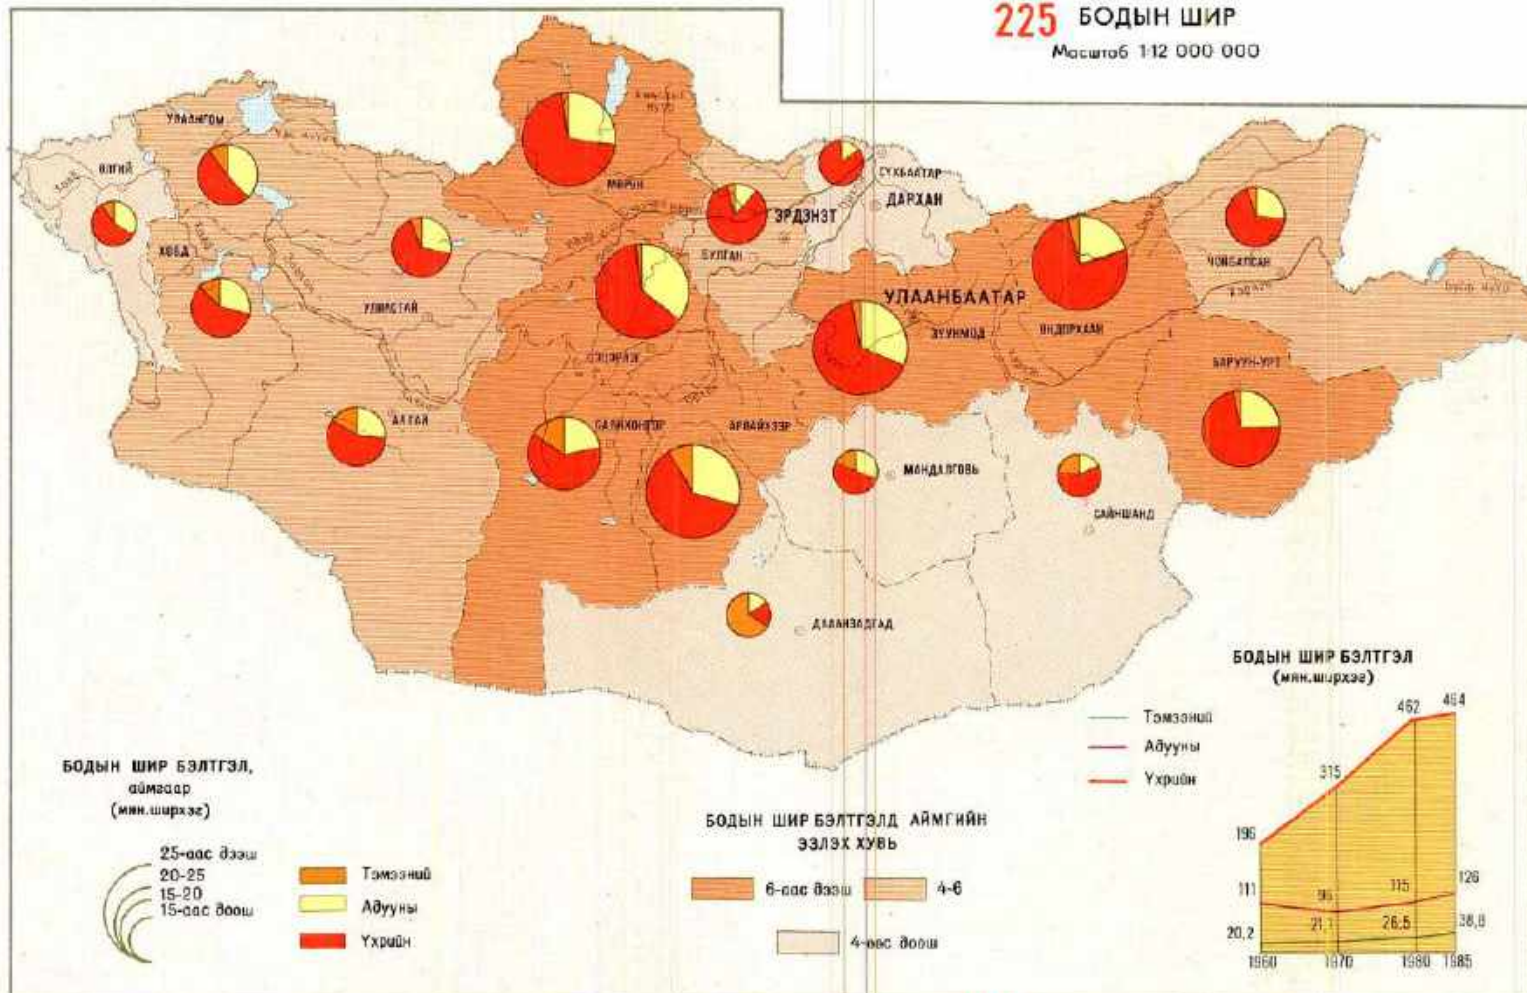 225 БОДЫН ШИР
Масштаб 1:12 000 000
УЛААНГОМ
ӨЛГИЙ
ХОВД
УЛИАСТАЙ
АЛТАЙ
МӨРӨН
БУЛГАН
ЭРДЭНЭТ
СҮХБААТАР
ДАРХАН
ЦЭЦЭРЛЭГ
БАЯНХОНГОР
АРВАЙХЭЭР
УЛААНБААТАР
ЗУУНМОД
ӨНДӨРХААН
ЧОЙБАЛСАН
БАРУУН-УРТ
МАНДАЛГОВЬ
САЙНШАНД
ДАЛАНЗАДГАД
БОДЫН ШИР БЭЛТГЭЛ,
аймгаар
(мян.ширхэг)
25-аас дээш
20-25
15-20
15-аас доош
Тэмээний
Адууны
Үхрийн
БОДЫН ШИР БЭЛТГЭЛД АЙМГИЙН
ЭЗЛЭХ ХУВЬ
6-аас дээш
4-6
4-өөс доош
БОДЫН ШИР БЭЛТГЭЛ
(мян.ширхэг)
Тэмээний
Адууны
Үхрийн
196
315
462
464
111
96
115
126
20,2
21,1
26,5
38,8
1960
1970
1980
1985